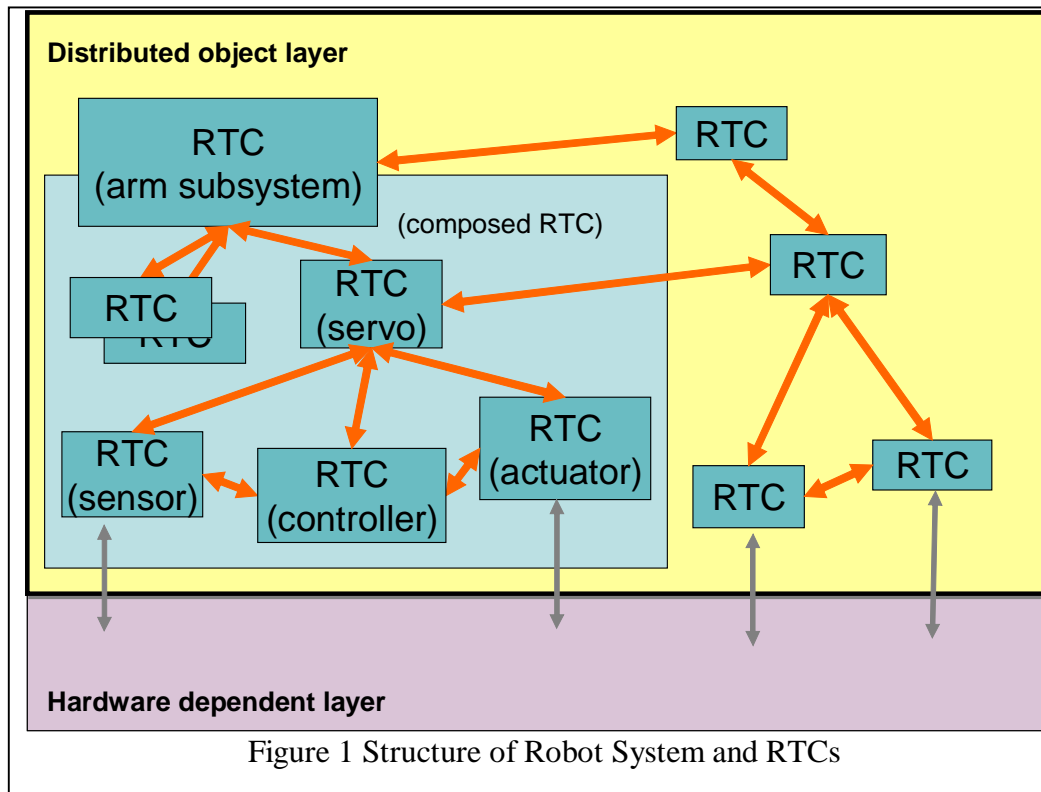 Distributed object layer
RTC
(arm subsystem)
RTC
(composed RTC)
RTC
RTC
(servo)
RTC
RTC
RTC
(sensor)
RTC
(controller)
RTC
(actuator)
RTC
RTC
Hardware dependent layer
Figure 1 Structure of Robot System and RTCs